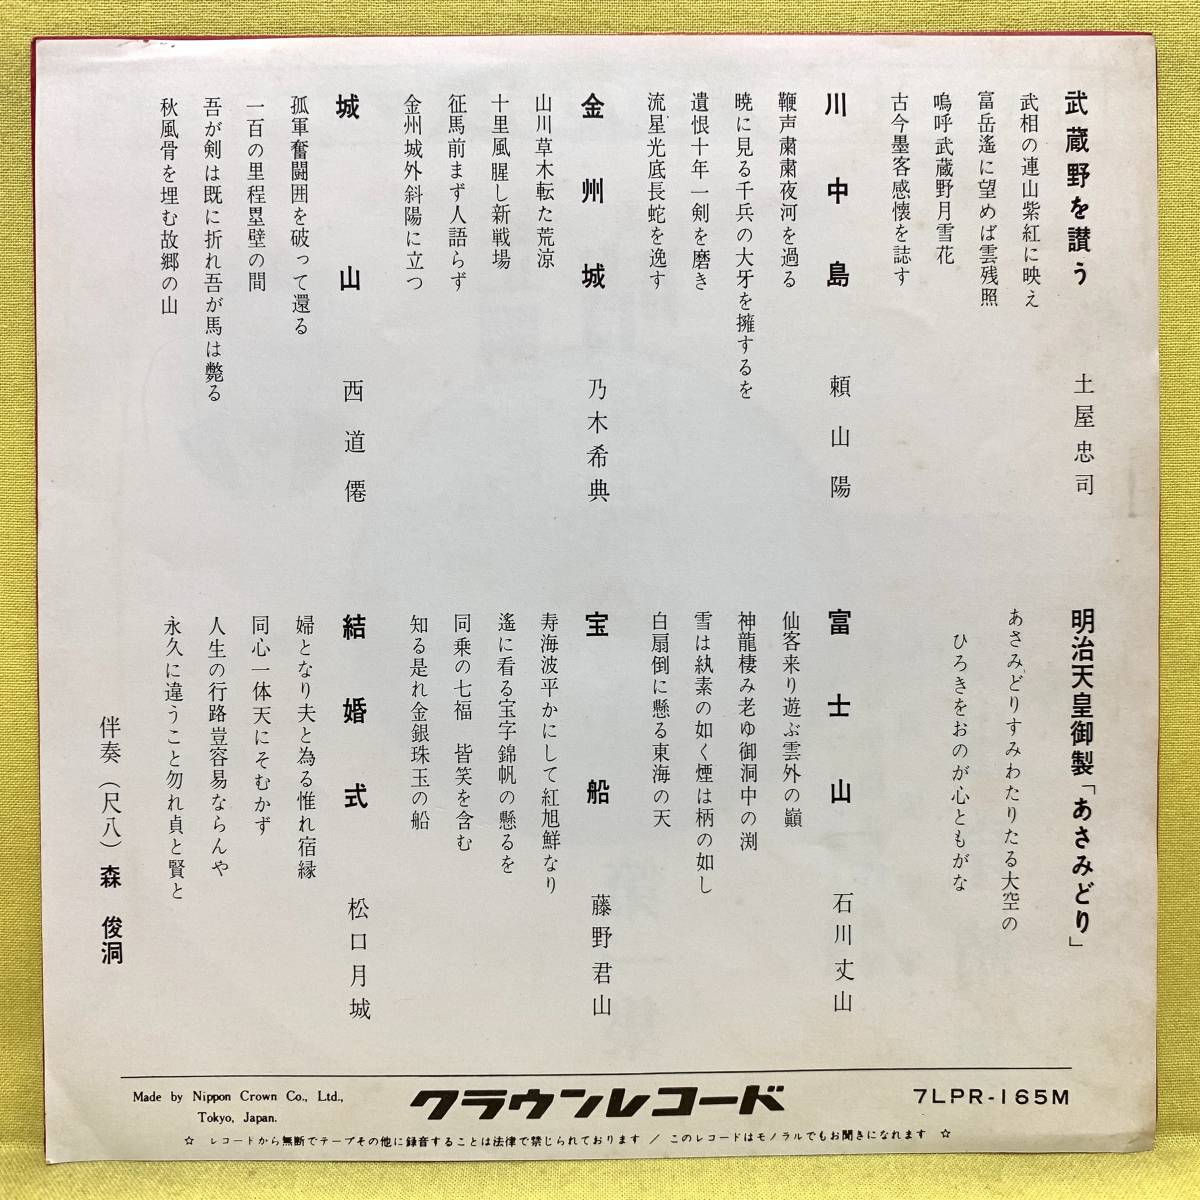 武蔵野を讃う　土屋忠司
武相の連山紫紅に映え
富岳遙に望めば雲残照
嗚呼武蔵野月雪花
古今墨客感懐を誌す
川中島　頼山陽
鞭声粛粛夜河を過る
暁に見る千兵の大牙を擁するを
遺恨十年一剣を磨き
流星光底長蛇を逸す
金州城　乃木希典
山川草木転た荒涼
十里風腥し新戦場
征馬前まず人語らず
金州城外斜陽に立つ
城山　西道僊
孤軍奮闘囲を破って還る
一百の里程塁壁の間
吾が剣は既に折れ吾が馬は斃る
秋風骨を埋む故郷の山
明治天皇御製「あさみどり」
あさみどりすみわたりたる大空の
ひろきをおのが心ともがな
富士山　石川丈山
仙客来り遊ぶ雲外の巓
神龍棲み老ゆ御洞中の渕
雪は紈素の如く煙は柄の如し
白扇倒に懸る東海の天
宝船　藤野君山
寿海波平かにして紅旭鮮なり
遙に看る宝字錦帆の懸るを
同乗の七福　皆笑を含む
知る是れ金銀珠玉の船
結婚式　松口月城
婦となり夫と為る惟れ宿縁
同心一体天にそむかず
人生の行路豈容易ならんや
永久に違うこと勿れ貞と賢と
伴奏（尺八）森　俊洞
Made by Nippon Crown Co., Ltd.,
Tokyo, Japan.
クラウンレコード
7LPR-165M
☆ レコードから無断でテープその他に録音することは法律で禁じられております ／ このレコードはモノラルでもお聞きになれます ☆